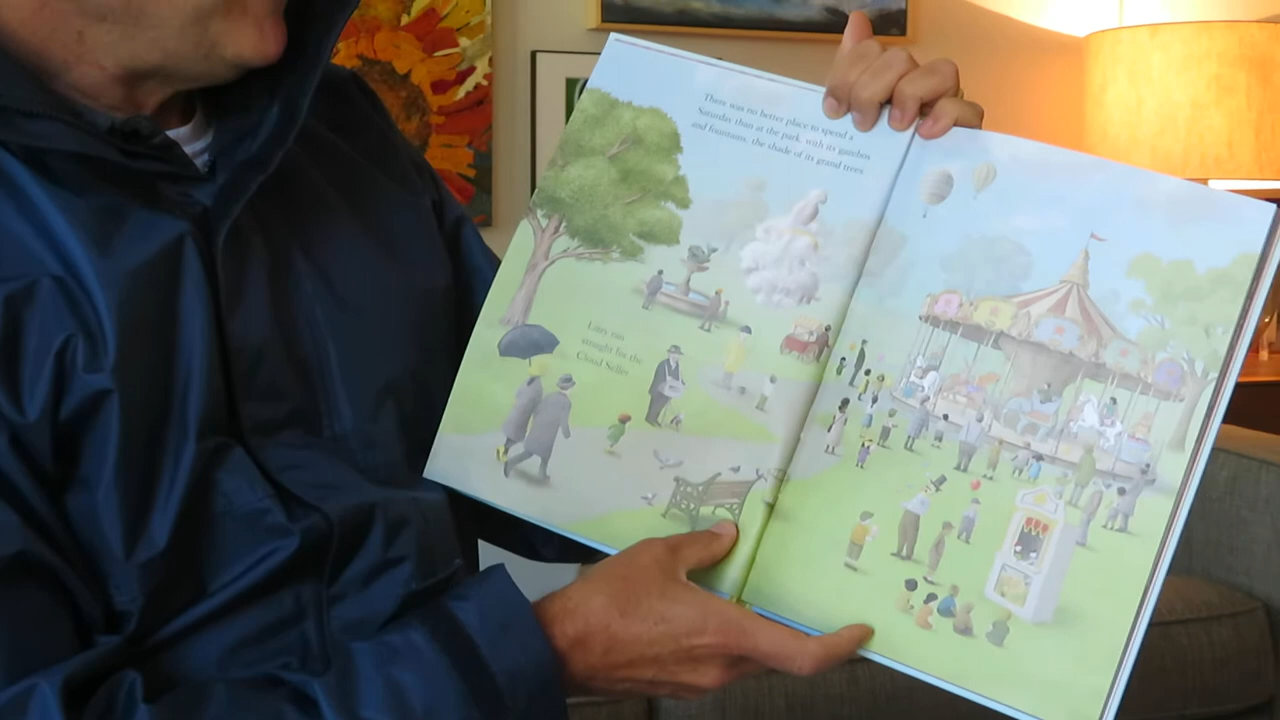 There was no better place to spend a
Saturday than at the park, with its gazebos
and fountains, the shade of its grand trees.
Lizzy ran
straight for the
Cloud Seller.